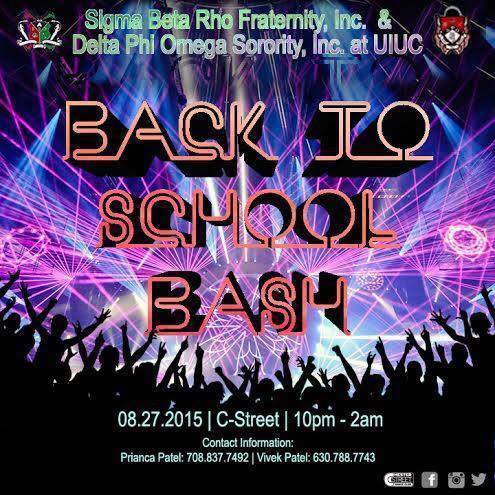 Sigma Beta Rho Fraternity, Inc. &
Delta Phi Omega Sorority, Inc. at UIUC
BACK TO
SCHOOL
BASH
08.27.2015 | C-Street | 10pm - 2am
Contact Information:
Prianca Patel: 708.837.7492 | Vivek Patel: 630.788.7743